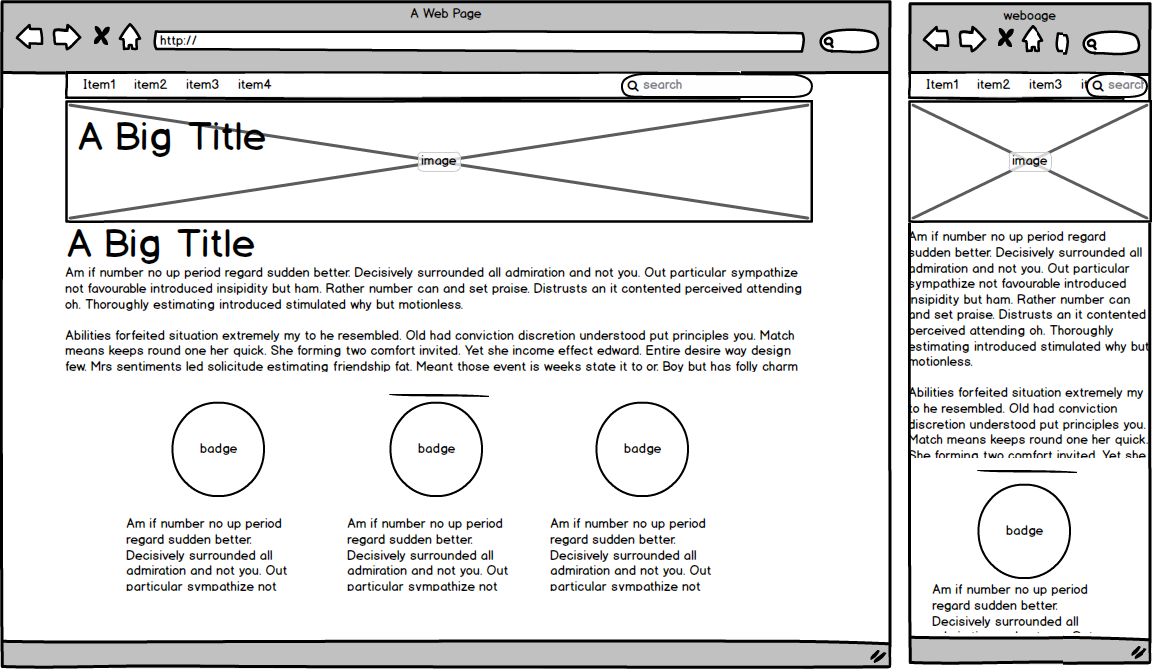 A Web Page
http://
Item1 item2 item3 item4
search
A Big Title
image
A Big Title
Am if number no up period regard sudden better. Decisively surrounded all admiration and not you. Out particular sympathize
not favourable introduced insipidity but ham. Rather number can and set praise. Distrusts an it contented perceived attending
oh. Thoroughly estimating introduced stimulated why but motionless.
Abilities forfeited situation extremely my to he resembled. Old had conviction discretion understood put principles you. Match
means keeps round one her quick. She forming two comfort invited. Yet she income effect edward. Entire desire way design
few. Mrs sentiments led solicitude estimating friendship fat. Meant those event is weeks state it to or. Boy but has folly charm
badge
badge
badge
Am if number no up period
regard sudden better.
Decisively surrounded all
admiration and not you. Out
particular sympathize not
Am if number no up period
regard sudden better.
Decisively surrounded all
admiration and not you. Out
particular sympathize not
Am if number no up period
regard sudden better.
Decisively surrounded all
admiration and not you. Out
particular sympathize not
weboage
Item1 item2 item3 it
search
image
Am if number no up period regard
sudden better. Decisively surrounded all
admiration and not you. Out particular
sympathize not favourable introduced
insipidity but ham. Rather number can
and set praise. Distrusts an it contented
perceived attending oh. Thoroughly
estimating introduced stimulated why but
motionless.
Abilities forfeited situation extremely my
to he resembled. Old had conviction
discretion understood put principles you.
Match means keeps round one her quick.
She forming two comfort invited. Yet she
badge
Am if number no up period
regard sudden better.
Decisively surrounded all